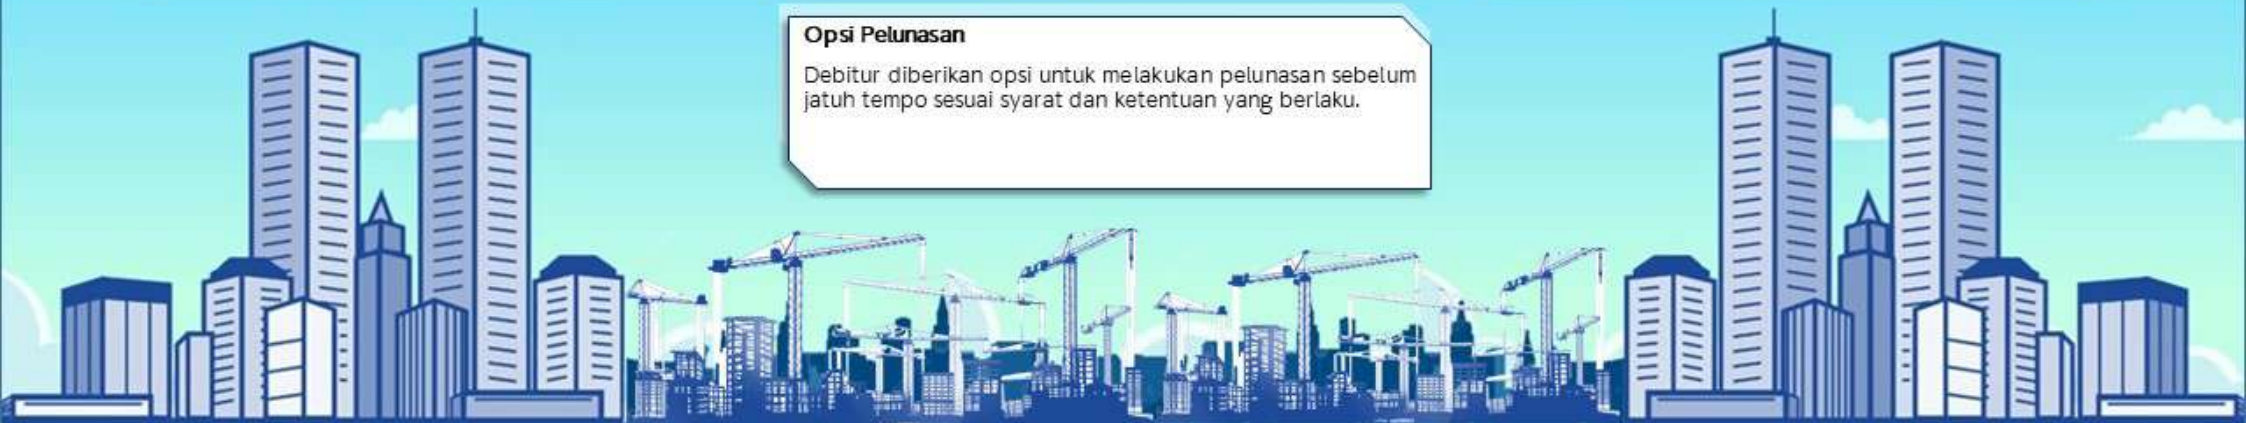 Opsi Pelunasan
Debitur diberikan opsi untuk melakukan pelunasan sebelum
jatuh tempo sesuai syarat dan ketentuan yang berlaku.